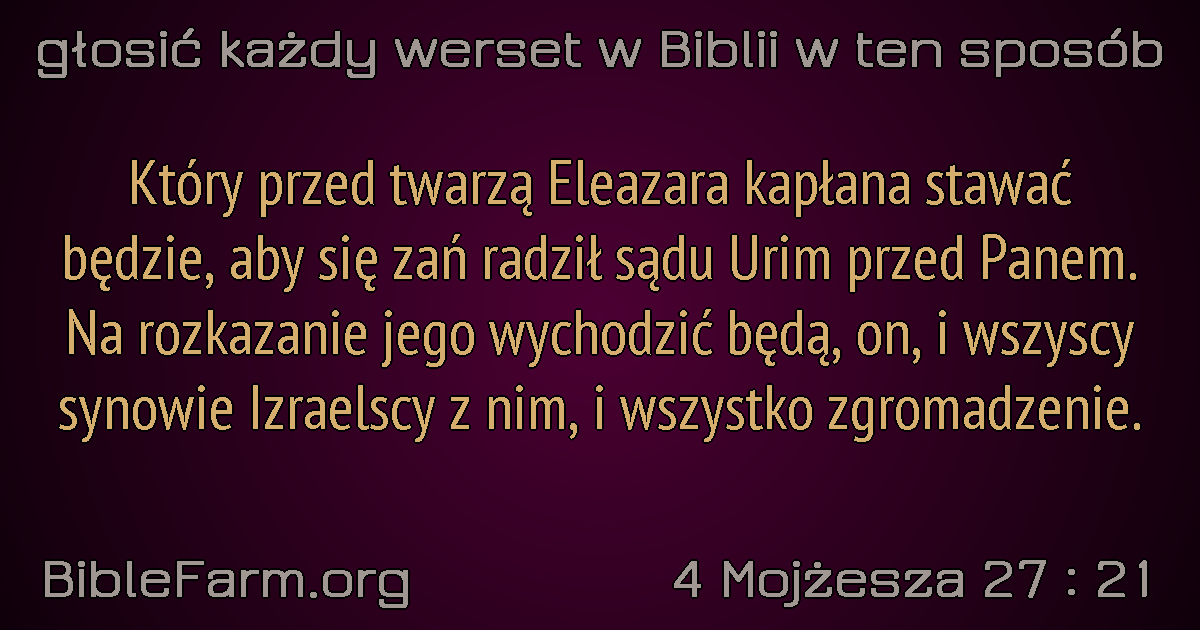 głosić każdy werset w Biblii w ten sposób
Który przed twarzą Eleazara kapłana stawać
będzie, aby się zań radził sądu Urim przed Panem.
Na rozkazanie jego wychodzić będą, on, i wszyscy
synowie Izraelscy z nim, i wszystko zgromadzenie.
BibleFarm.org
4 Mojżesza 27 : 21